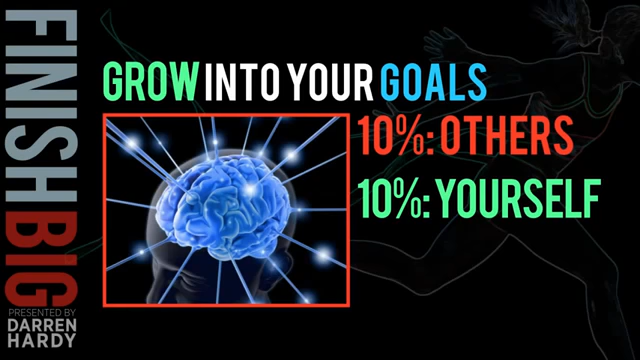 FINISH
BIG
PRESENTED BY
DARREN
HARDY
GROW INTO YOUR GOALS
10%: OTHERS
10%: YOURSELF